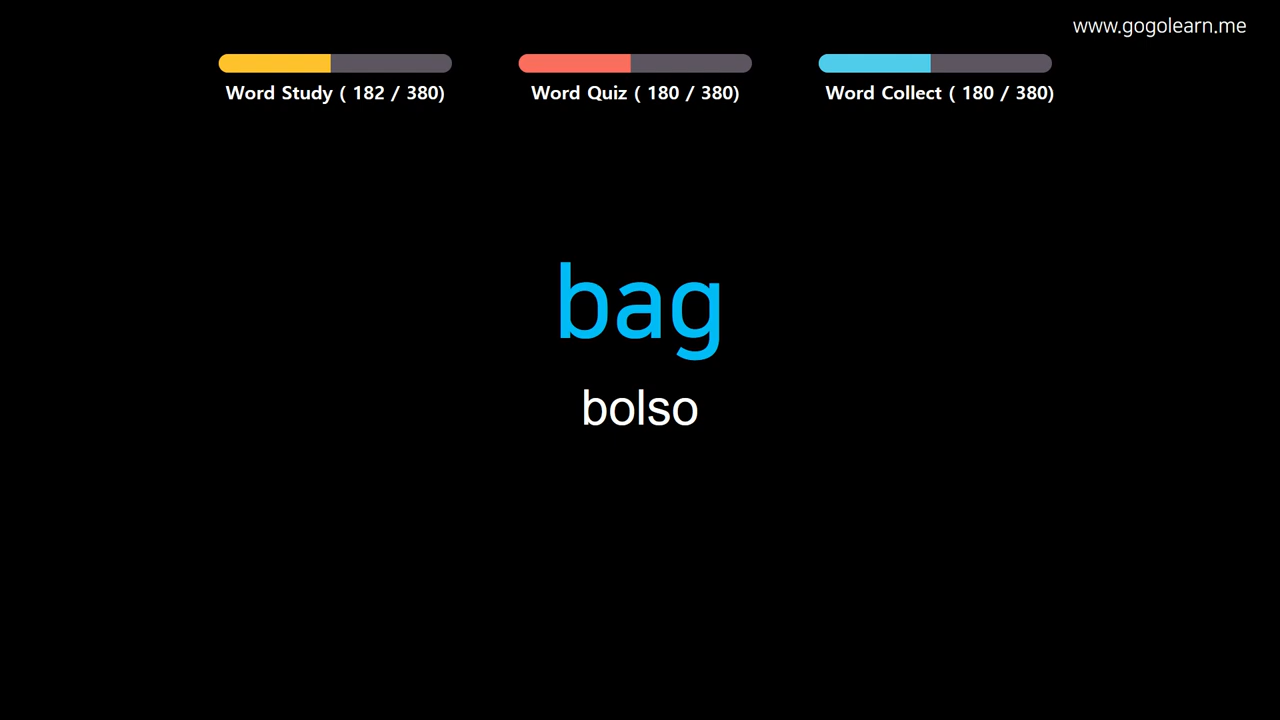 www.gogolearn.me
Word Study ( 182 / 380)
Word Quiz ( 180 / 380)
Word Collect ( 180 / 380)
bag
bolso